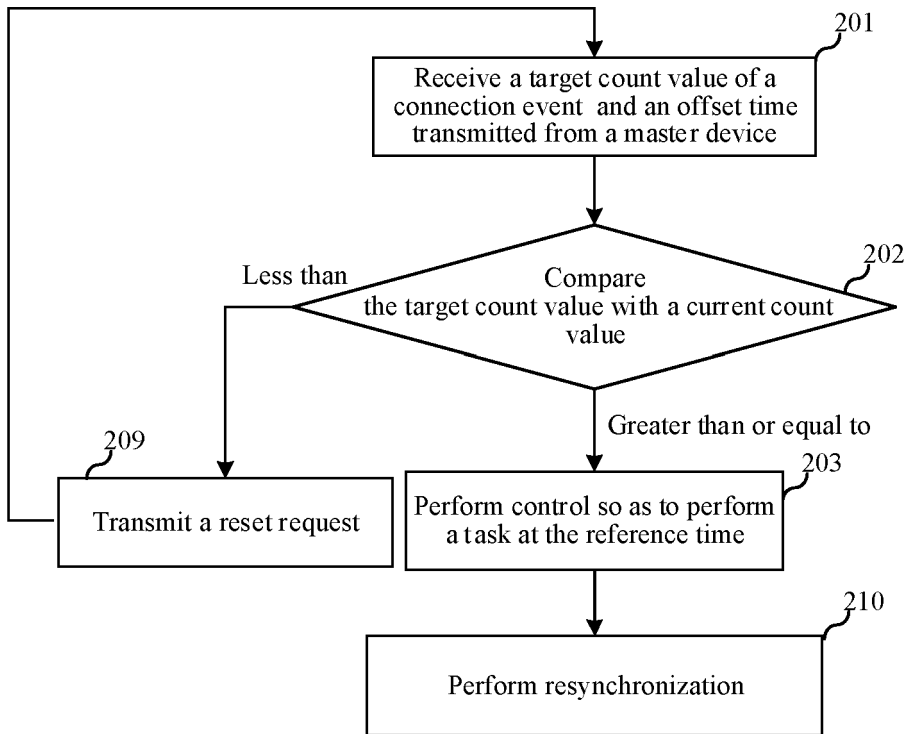 201
Receive a target count value of a
connection event and an offset time
transmitted from a master device
202
Less than
Compare
the target count value with a current count
value
Greater than or equal to
209
203
Transmit a reset request
Perform control so as to perform
a task at the reference time
210
Perform resynchronization